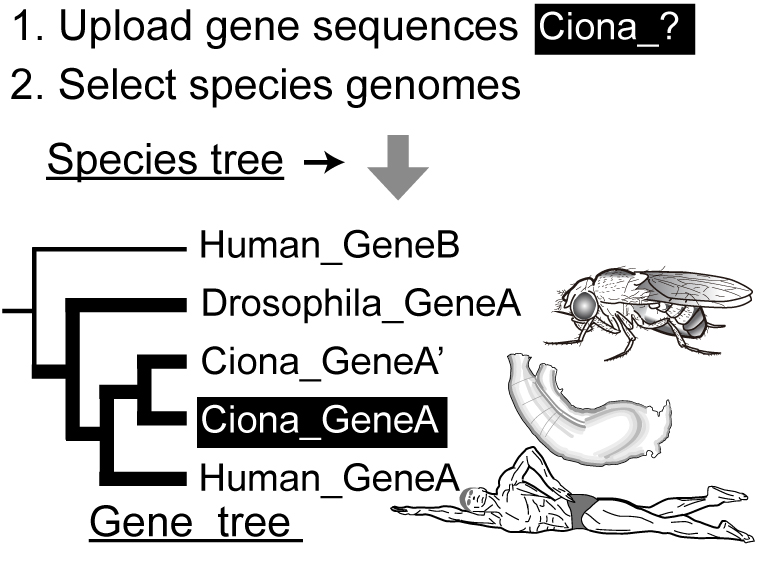 1. Upload gene sequences Ciona_?
2. Select species genomes
Species tree →
Human_GeneB
Drosophila_GeneA
Ciona_GeneA’
Ciona_GeneA
Human_GeneA
Gene tree